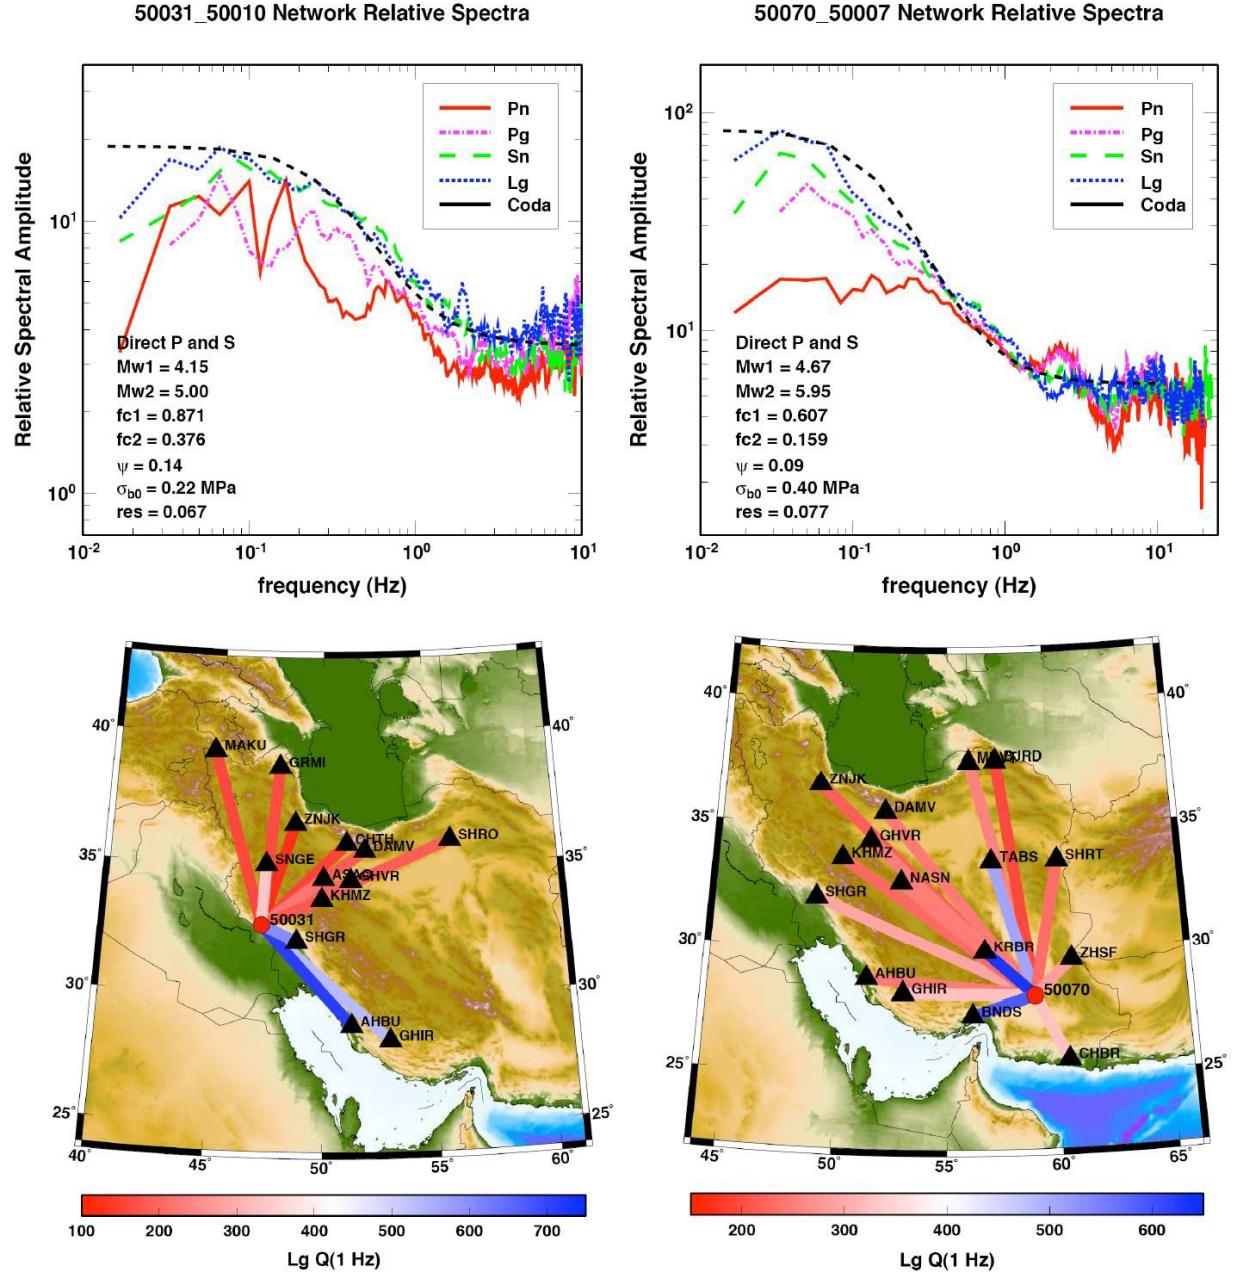 50031_50010 Network Relative Spectra
Relative Spectral Amplitude
10¹
10⁰
Pn
Pg
Sn
Lg
Coda
Direct P and S
Mw1 = 4.15
Mw2 = 5.00
fc1 = 0.871
fc2 = 0.376
ψ = 0.14
σb0 = 0.22 MPa
res = 0.067
10⁻² 10⁻¹ 10⁰ 10¹
frequency (Hz)
50070_50007 Network Relative Spectra
Relative Spectral Amplitude
10²
10¹
Pn
Pg
Sn
Lg
Coda
Direct P and S
Mw1 = 4.67
Mw2 = 5.95
fc1 = 0.607
fc2 = 0.159
ψ = 0.09
σb0 = 0.40 MPa
res = 0.077
10⁻² 10⁻¹ 10⁰ 10¹
frequency (Hz)
40° 40°
MAKU
GRMI
ZNJK
CHTH
DAMV
SHRO
35° 35°
SNGE
GHVR
KHMZ
50031
SHGR
30° 30°
AHBU
GHIR
25° 25°
40° 45° 50° 55° 60°
100 200 300 400 500 600 700
Lg Q(1 Hz)
40° 40°
BJRD
ZNJK
DAMV
35° 35°
GHVR
KHMZ
TABS
SHRT
NASN
SHGR
30° 30°
KRBR
ZHSF
AHBU
GHIR
50070
BNDS
CHBR
25° 25°
45° 50° 55° 60° 65°
200 300 400 500 600
Lg Q(1 Hz)